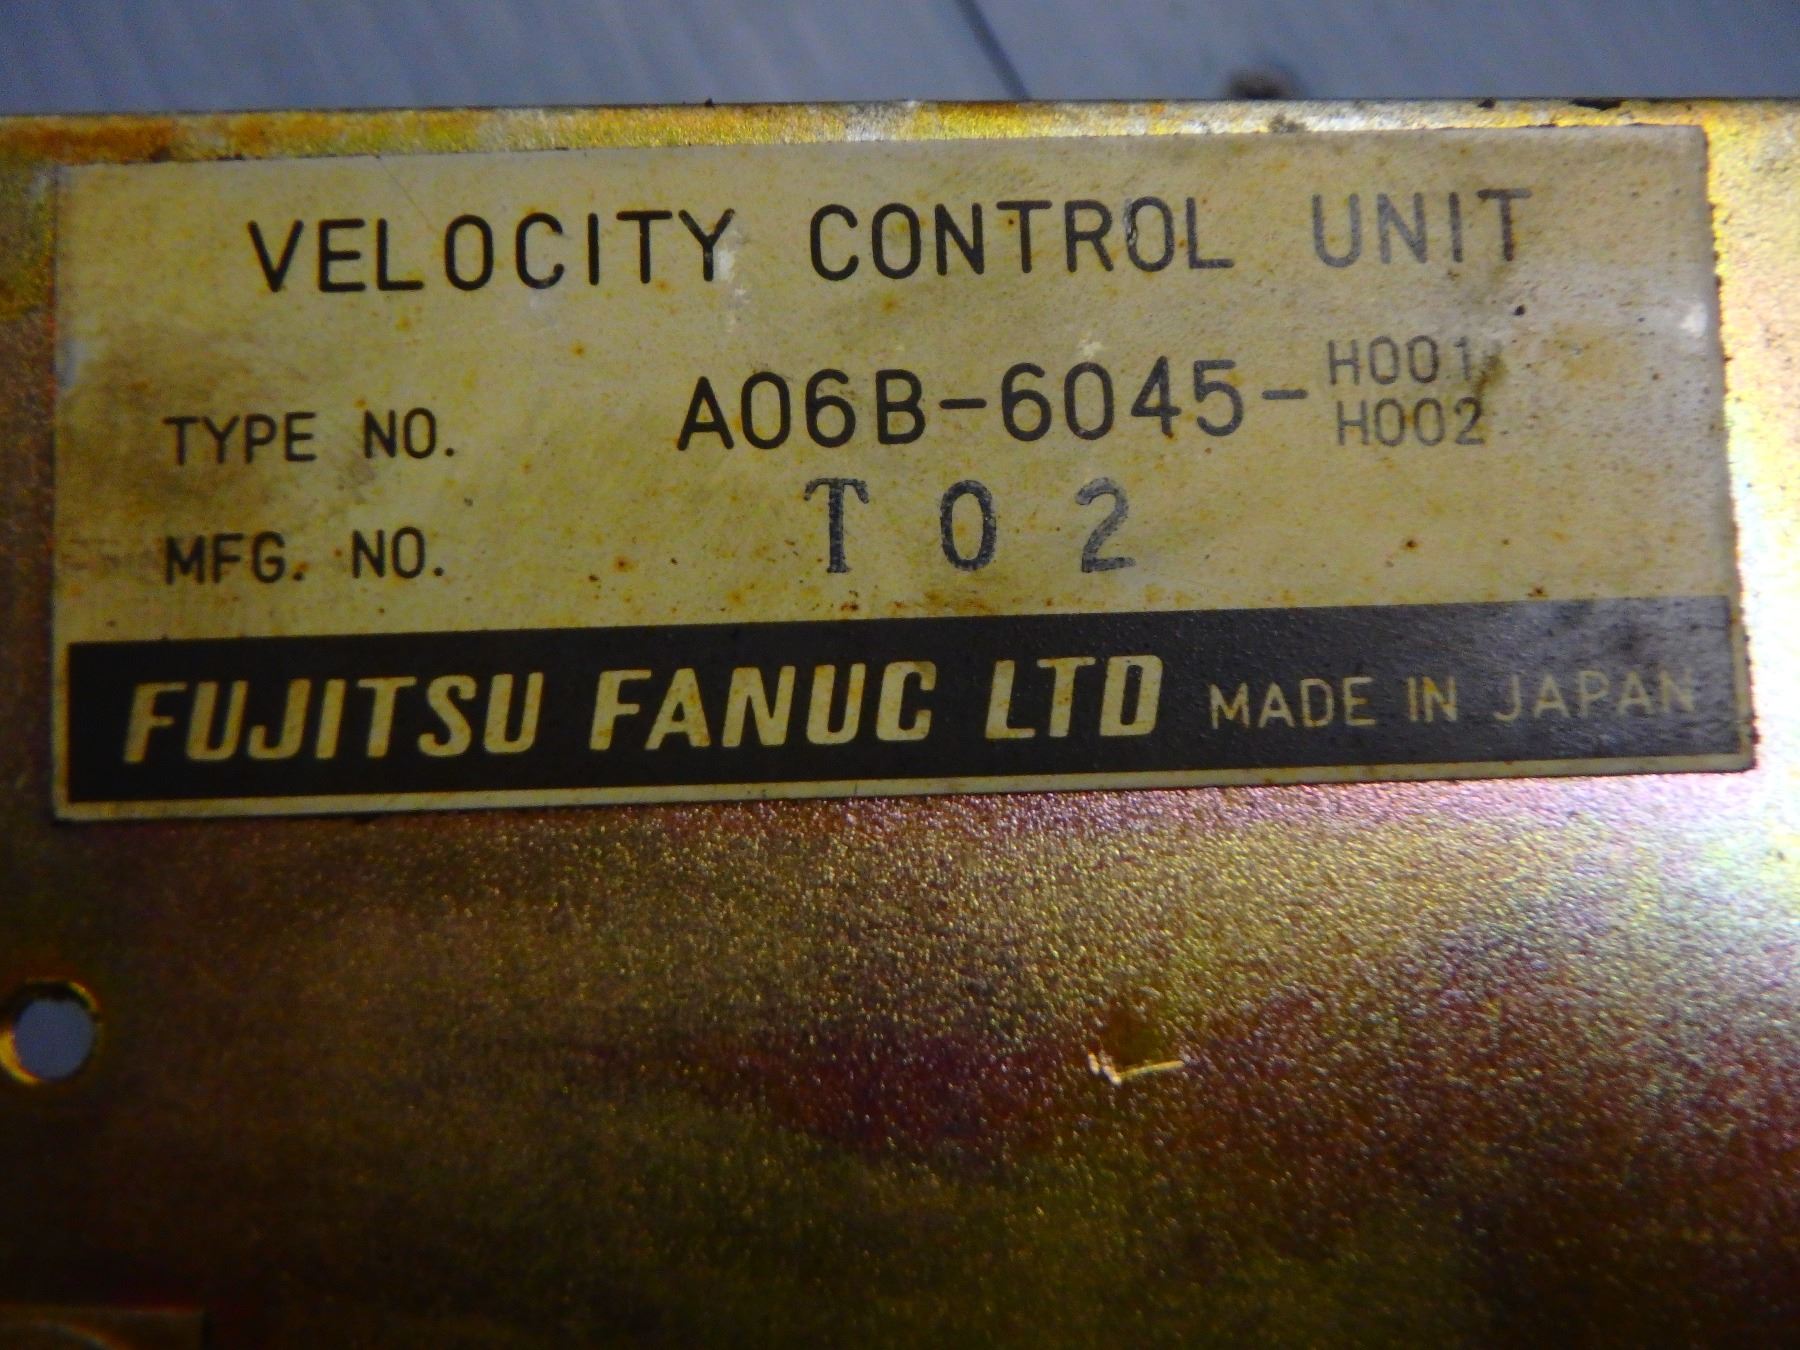 VELOCITY CONTROL UNIT
TYPE NO. A06B-6045-H001
H002
MFG. NO. T02
FUJITSU FANUC LTD MADE IN JAPAN